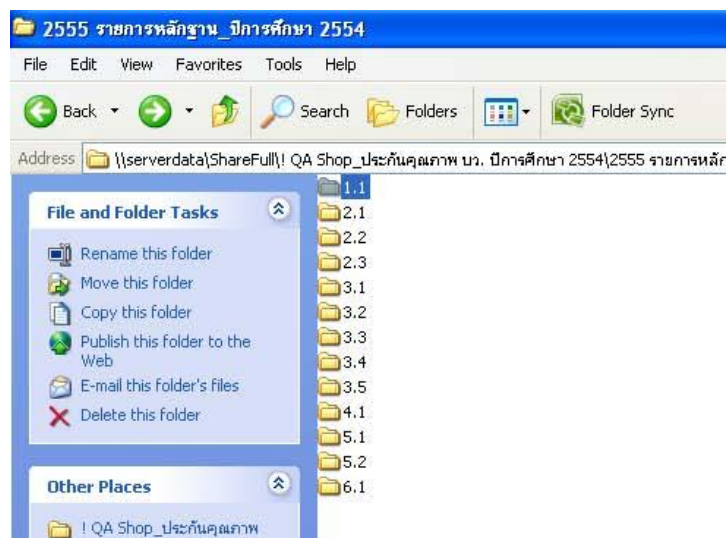 2555 รายการหลักฐาน_ปีการศึกษา 2554
File Edit View Favorites Tools Help
Back Search Folders Folder Sync
Address \\serverdata\ShareFull\! QA Shop_ประกันคุณภาพ บว. ปีการศึกษา 2554\2555 รายการหลัก
File and Folder Tasks
Rename this folder
Move this folder
Copy this folder
Publish this folder to the
Web
E-mail this folder's files
Delete this folder
Other Places
! QA Shop_ประกันคุณภาพ
1.1
2.1
2.2
2.3
3.1
3.2
3.3
3.4
3.5
4.1
5.1
5.2
6.1